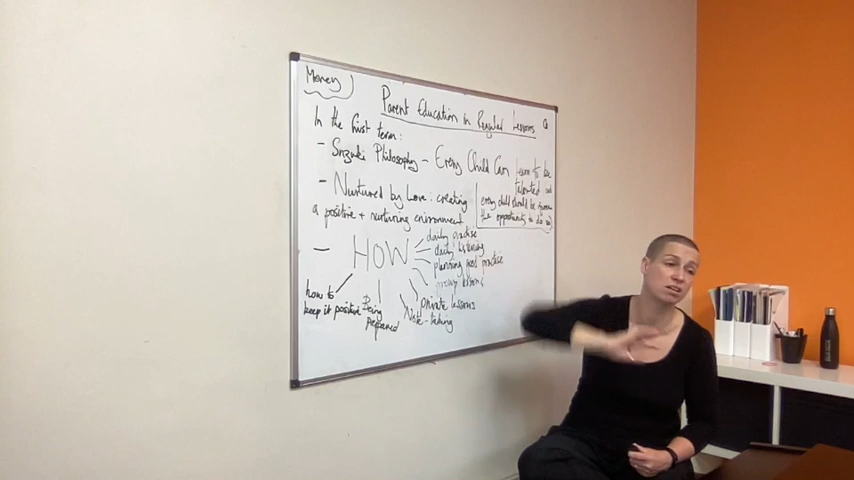 Money
Parent Education in Regular Lessons
In the first term:
- Suzuki Philosophy - Every Child Can learn to be
talented and
every child should be given
the opportunity to do so
- Nurtured by Love: creating
a positive + nurturing environment
- HOW
daily practise
daily listening
planning good practise
group lessons
private lessons
Note-taking
Being
prepared
how to
keep it positive